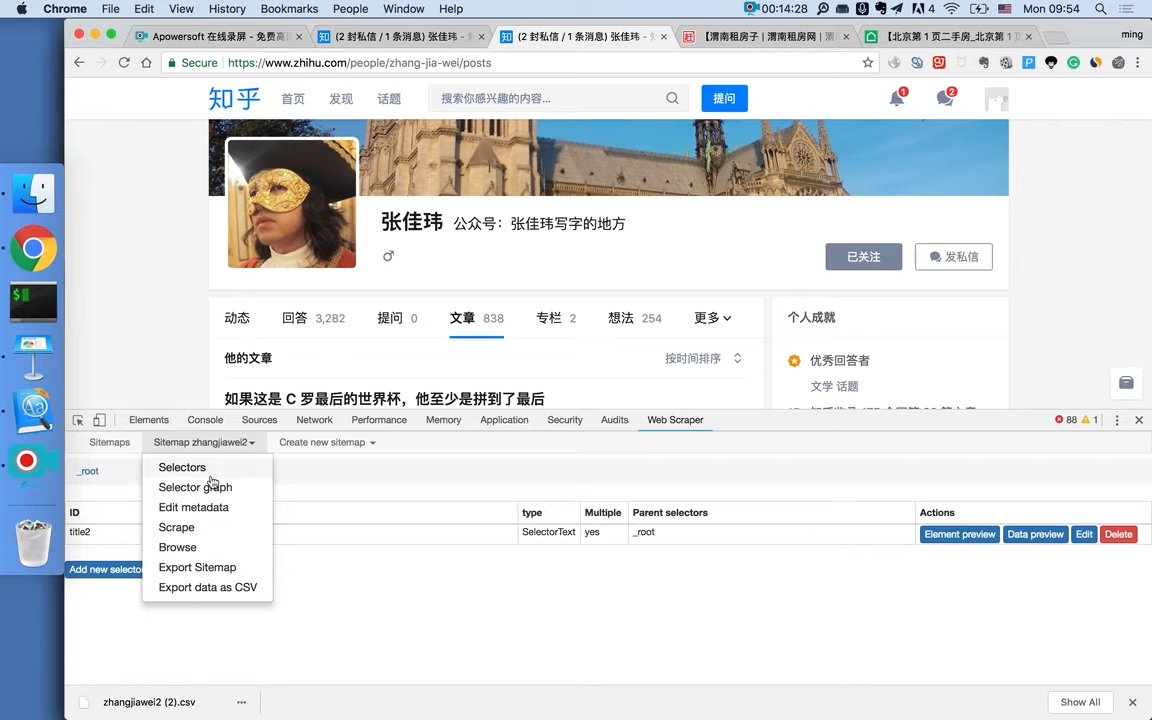 Chrome File Edit View History Bookmarks People Window Help 00:14:28 4 Mon 09:54
Apowersoft 在线录屏 - 免费高 (2 封私信 / 1 条消息) 张佳玮 - 知 (2 封私信 / 1 条消息) 张佳玮 - 知 【渭南租房子 | 渭南租房网 | 渭 【北京第1页二手房_北京第1页 ming
Secure https://www.zhihu.com/people/zhang-jia-wei/posts
知乎 首页 发现 话题 搜索你感兴趣的内容... 提问 1 2
张佳玮 公众号：张佳玮写字的地方
♂ 已关注 发私信
动态 回答 3,282 提问 0 文章 838 专栏 2 想法 254 更多
个人成就
他的文章 按时间排序
优秀回答者
文学 话题
如果这是 C 罗最后的世界杯，他至少是拼到了最后
Elements Console Sources Network Performance Memory Application Security Audits Web Scraper 88 1
Sitemaps Sitemap zhangjiawei2 Create new sitemap
_root
Selectors
Selector graph
Edit metadata
Scrape
Browse
Export Sitemap
Export data as CSV
ID type Multiple Parent selectors Actions
title2 SelectorText yes _root Element preview Data preview Edit Delete
Add new selector
zhangjiawei2 (2).csv Show All